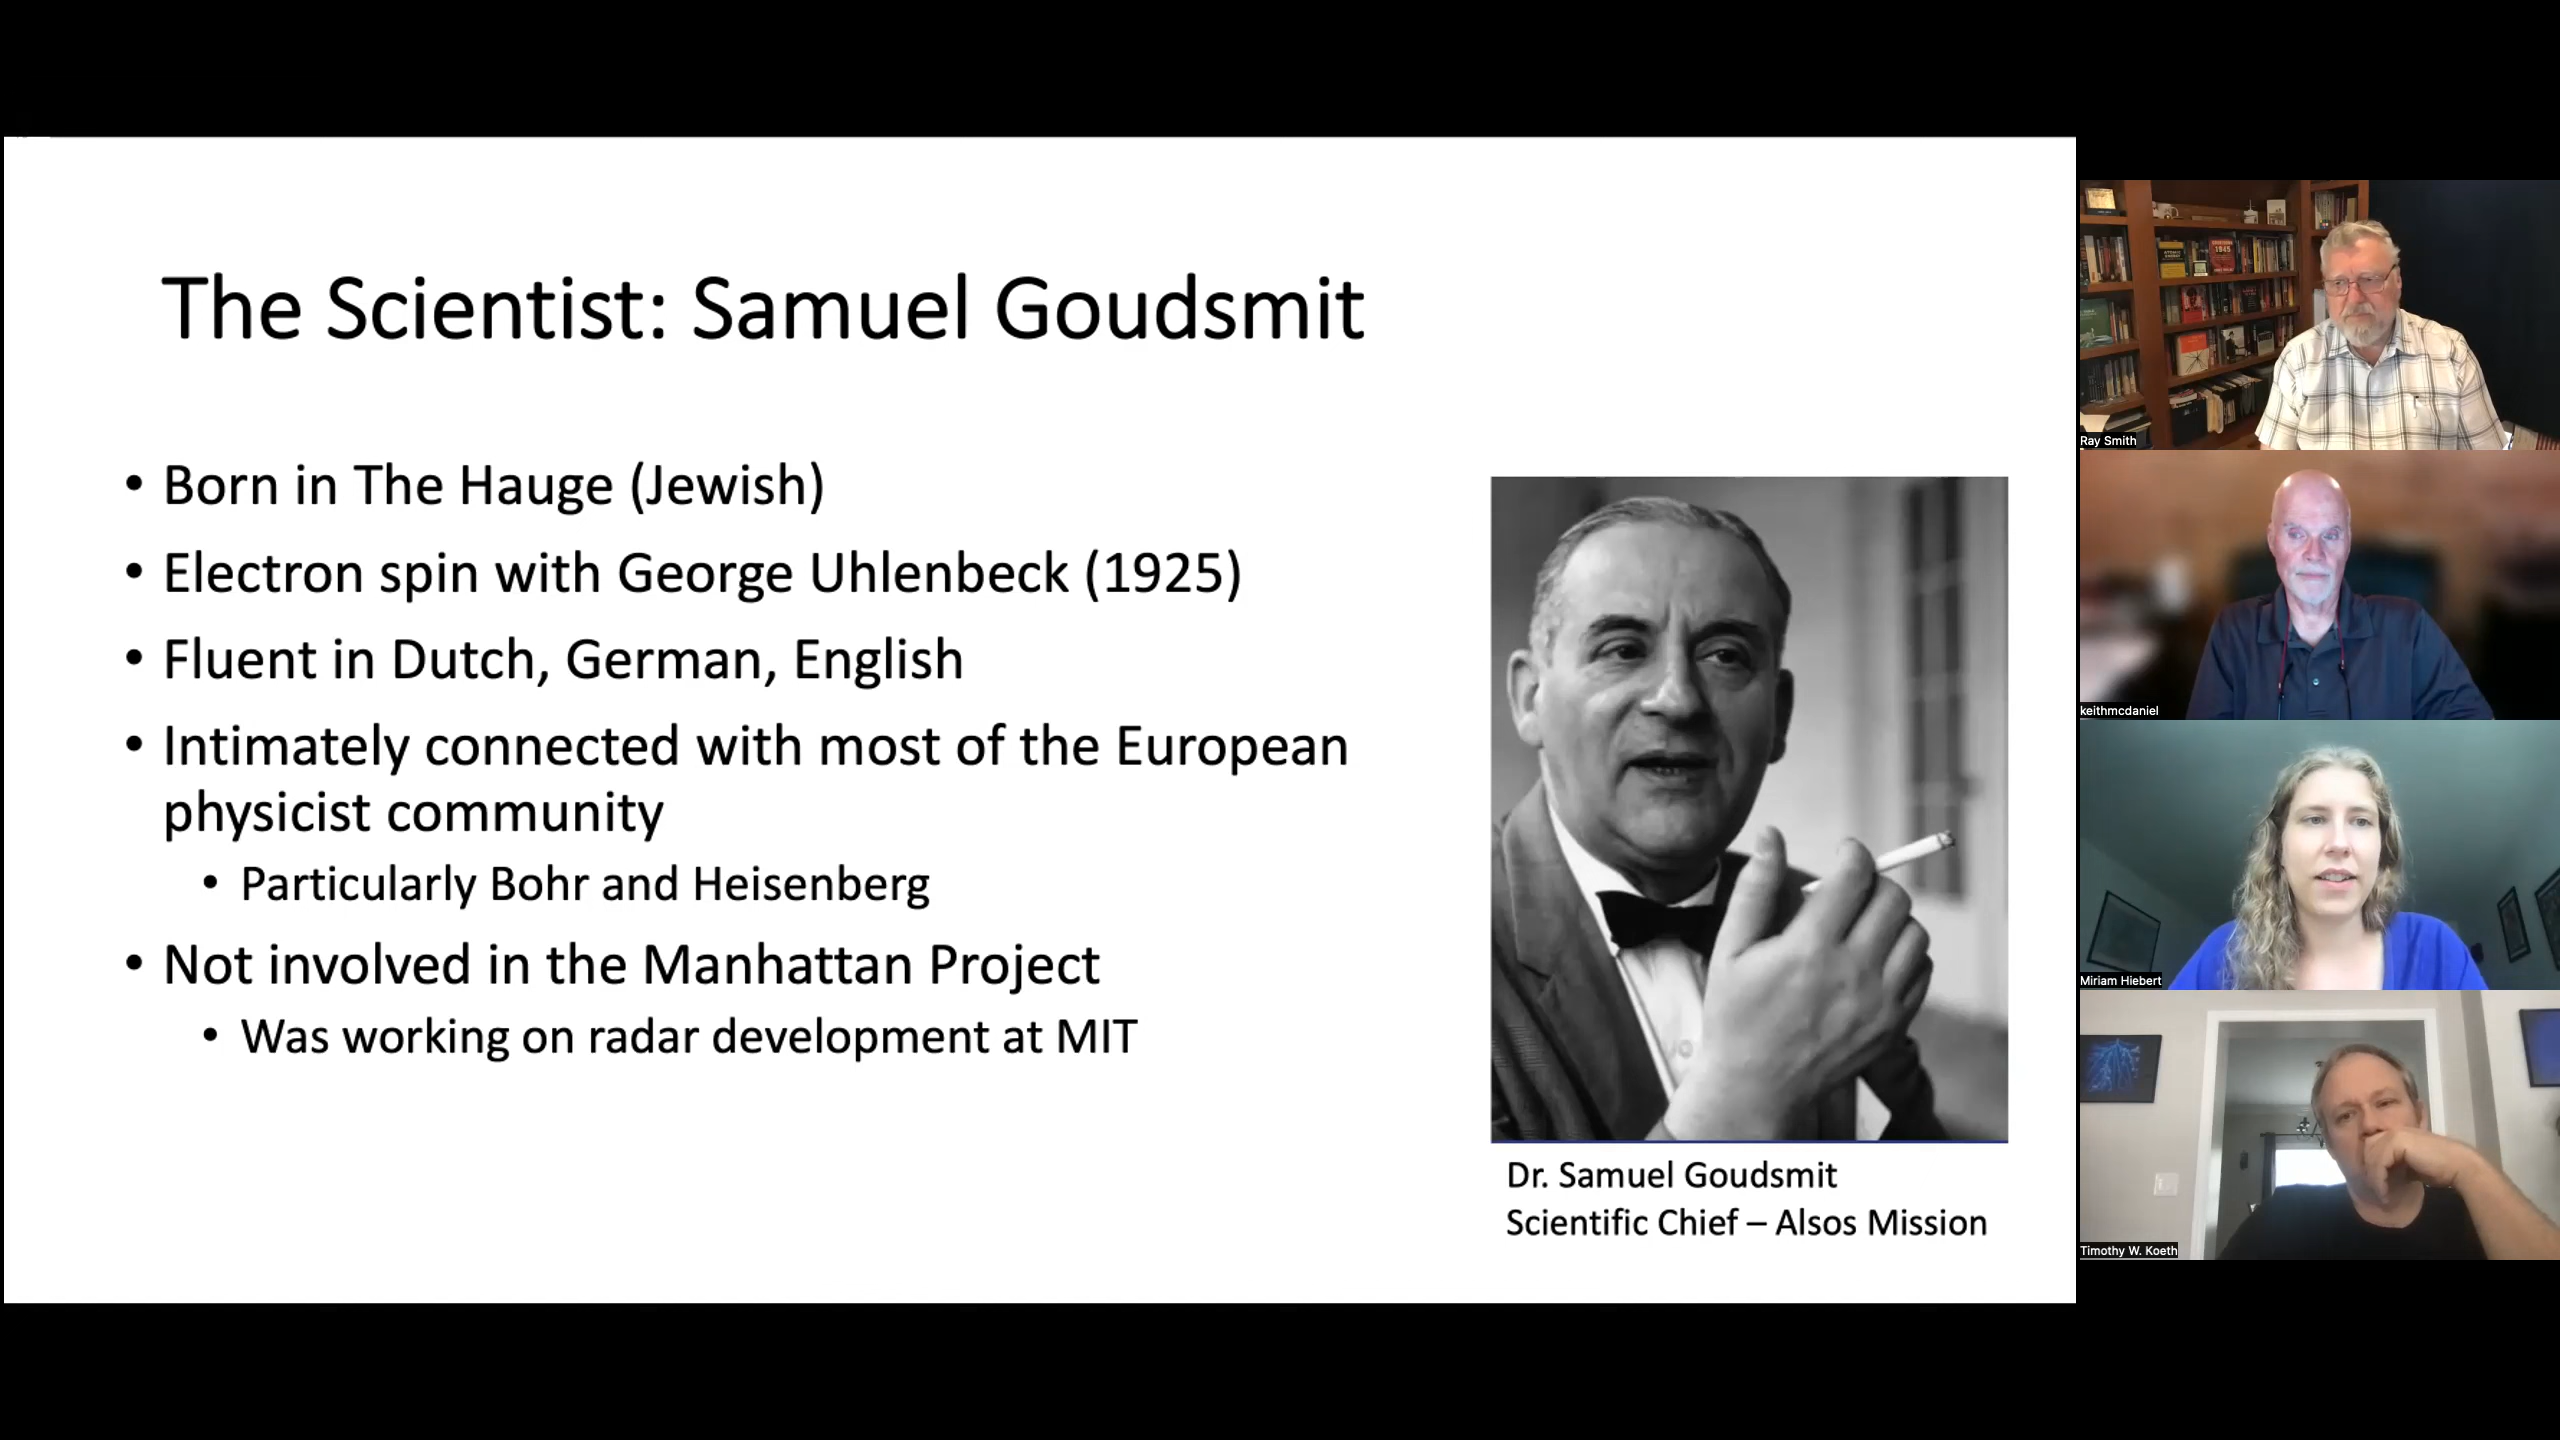 The Scientist: Samuel Goudsmit
• Born in The Hauge (Jewish)
• Electron spin with George Uhlenbeck (1925)
• Fluent in Dutch, German, English
• Intimately connected with most of the European
physicist community
• Particularly Bohr and Heisenberg
• Not involved in the Manhattan Project
• Was working on radar development at MIT
Dr. Samuel Goudsmit
Scientific Chief – Alsos Mission
Ray Smith
keithmcdaniel
Miriam Hiebert
Timothy W. Koeth